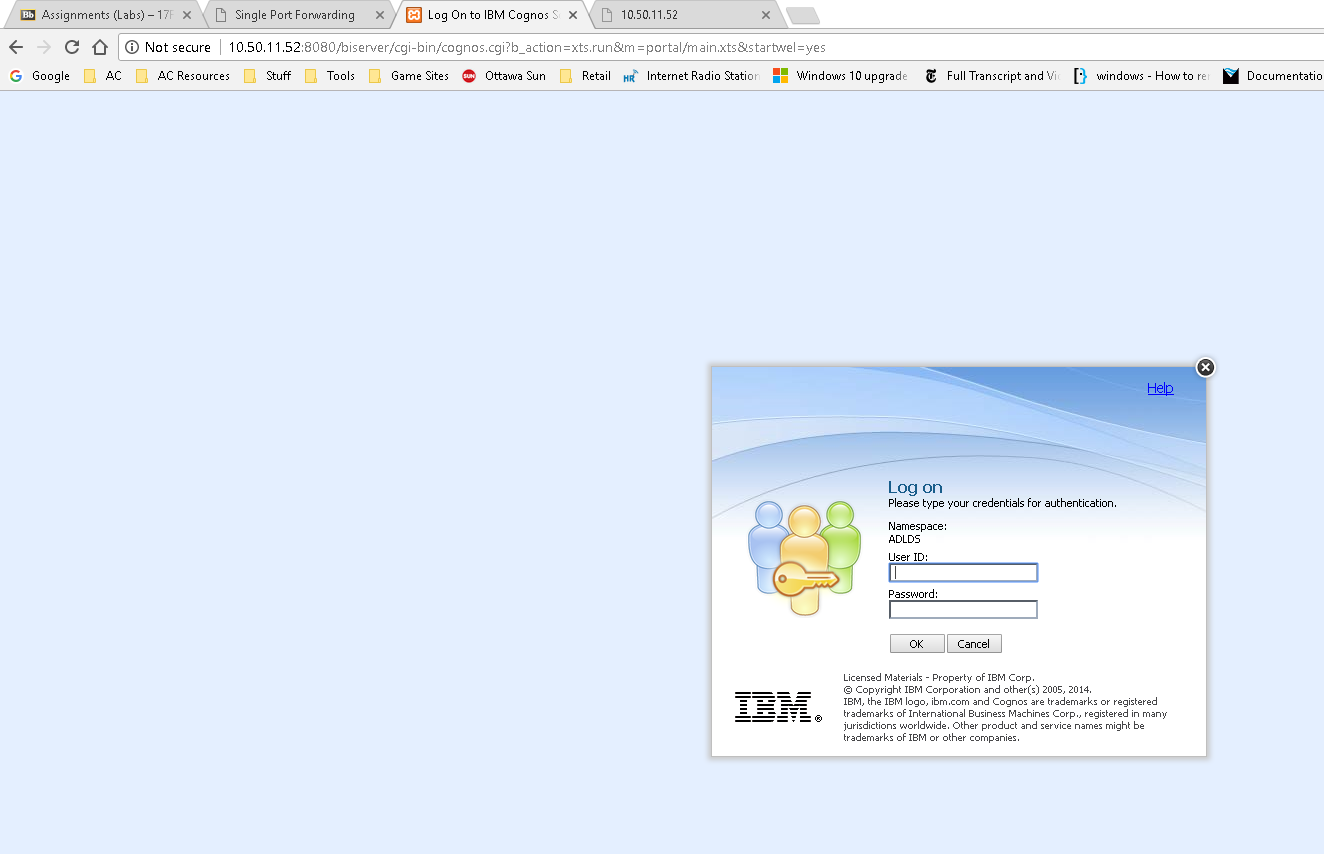 Bb Assignments (Labs) – 17F
Single Port Forwarding
Log On to IBM Cognos S
10.50.11.52
Not secure
10.50.11.52:8080/biserver/cgi-bin/cognos.cgi?b_action=xts.run&m=portal/main.xts&startwel=yes
G Google
AC
AC Resources
Stuff
Tools
Game Sites
SUN Ottawa Sun
Retail
HR Internet Radio Station
Windows 10 upgrade
Full Transcript and Vi
windows - How to re
Documentatio
Help
Log on
Please type your credentials for authentication.
Namespace:
ADLDS
User ID:
Password:
OK
Cancel
IBM®
Licensed Materials - Property of IBM Corp.
© Copyright IBM Corporation and other(s) 2005, 2014.
IBM, the IBM logo, ibm.com and Cognos are trademarks or registered
trademarks of International Business Machines Corp., registered in many
jurisdictions worldwide. Other product and service names might be
trademarks of IBM or other companies.